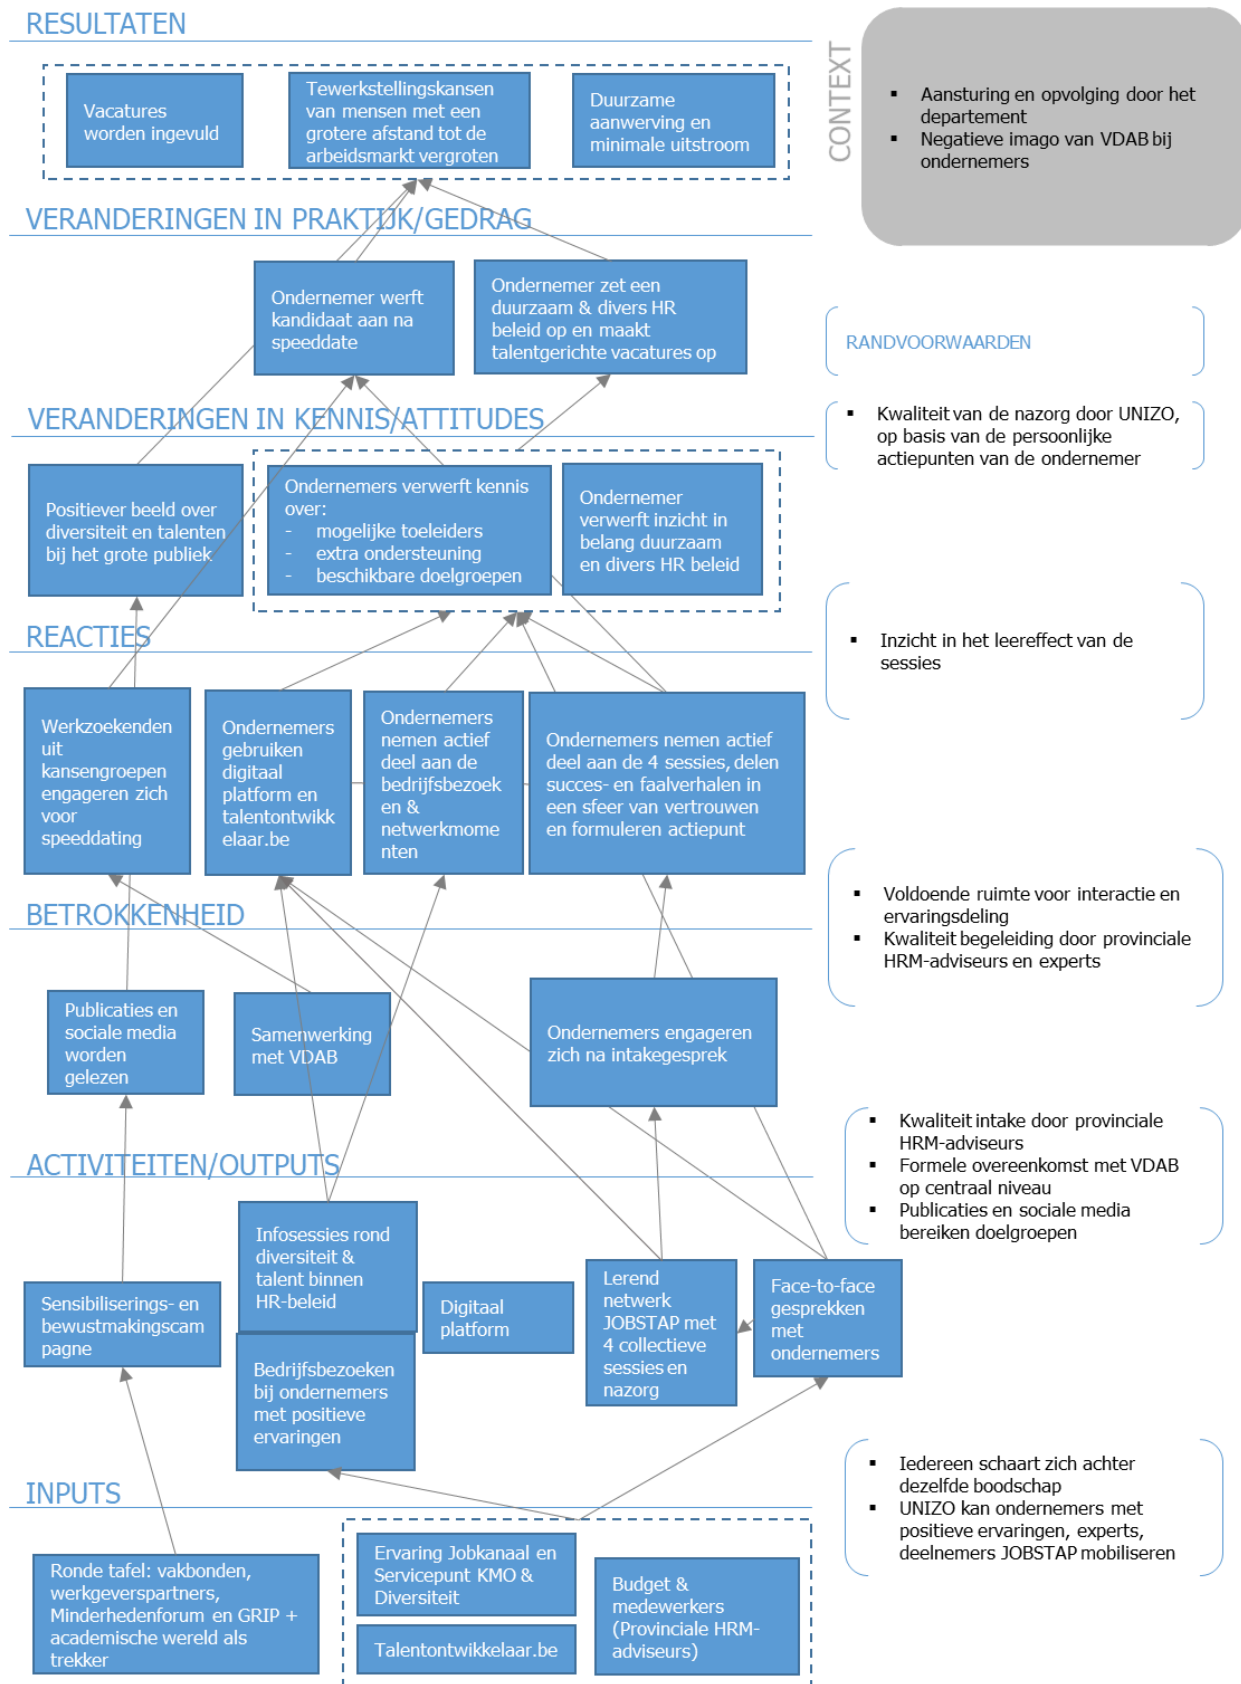 RESULTATEN
Vacatures
worden ingevuld
Tewerkstellingskansen
van mensen met een
grotere afstand tot de
arbeidsmarkt vergroten
Duurzame
aanwerving en
minimale uitstroom
CONTEXT
▪ Aansturing en opvolging door het
departement
▪ Negatieve imago van VDAB bij
ondernemers
VERANDERINGEN IN PRAKTIJK/GEDRAG
Ondernemer werft
kandidaat aan na
speeddate
Ondernemer zet een
duurzaam & divers HR
beleid op en maakt
talentgerichte vacatures op
RANDVOORWAARDEN
VERANDERINGEN IN KENNIS/ATTITUDES
▪ Kwaliteit van de nazorg door UNIZO,
op basis van de persoonlijke
actiepunten van de ondernemer
Positiever beeld over
diversiteit en talenten
bij het grote publiek
Ondernemers verwerft kennis
over:
- mogelijke toeleiders
- extra ondersteuning
- beschikbare doelgroepen
Ondernemer
verwerft inzicht in
belang duurzaam
en divers HR beleid
REACTIES
▪ Inzicht in het leereffect van de
sessies
Werkzoekenden
uit
kansengroepen
engageren zich
voor
speeddating
Ondernemers
gebruiken
digitaal
platform en
talentontwikk
elaar.be
Ondernemers
nemen actief
deel aan de
bedrijfsbezoek
en &
netwerkmome
nten
Ondernemers nemen actief
deel aan de 4 sessies, delen
succes- en faalverhalen in
een sfeer van vertrouwen
en formuleren actiepunt
BETROKKENHEID
▪ Voldoende ruimte voor interactie en
ervaringsdeling
▪ Kwaliteit begeleiding door provinciale
HRM-adviseurs en experts
Publicaties en
sociale media
worden
gelezen
Samenwerking
met VDAB
Ondernemers engageren
zich na intakegesprek
ACTIVITEITEN/OUTPUTS
▪ Kwaliteit intake door provinciale
HRM-adviseurs
▪ Formele overeenkomst met VDAB
op centraal niveau
▪ Publicaties en sociale media
bereiken doelgroepen
Sensibiliserings- en
bewustmakingscam
pagne
Infosessies rond
diversiteit &
talent binnen
HR-beleid
Bedrijfsbezoeken
bij ondernemers
met positieve
ervaringen
Digitaal
platform
Lerend
netwerk
JOBSTAP met
4 collectieve
sessies en
nazorg
Face-to-face
gesprekken
met
ondernemers
INPUTS
▪ Iedereen schaart zich achter
dezelfde boodschap
▪ UNIZO kan ondernemers met
positieve ervaringen, experts,
deelnemers JOBSTAP mobiliseren
Ronde tafel: vakbonden,
werkgeverspartners,
Minderhedenforum en GRIP +
academische wereld als
trekker
Ervaring Jobkanaal en
Servicepunt KMO &
Diversiteit
Talentontwikkelaar.be
Budget &
medewerkers
(Provinciale HRM-
adviseurs)